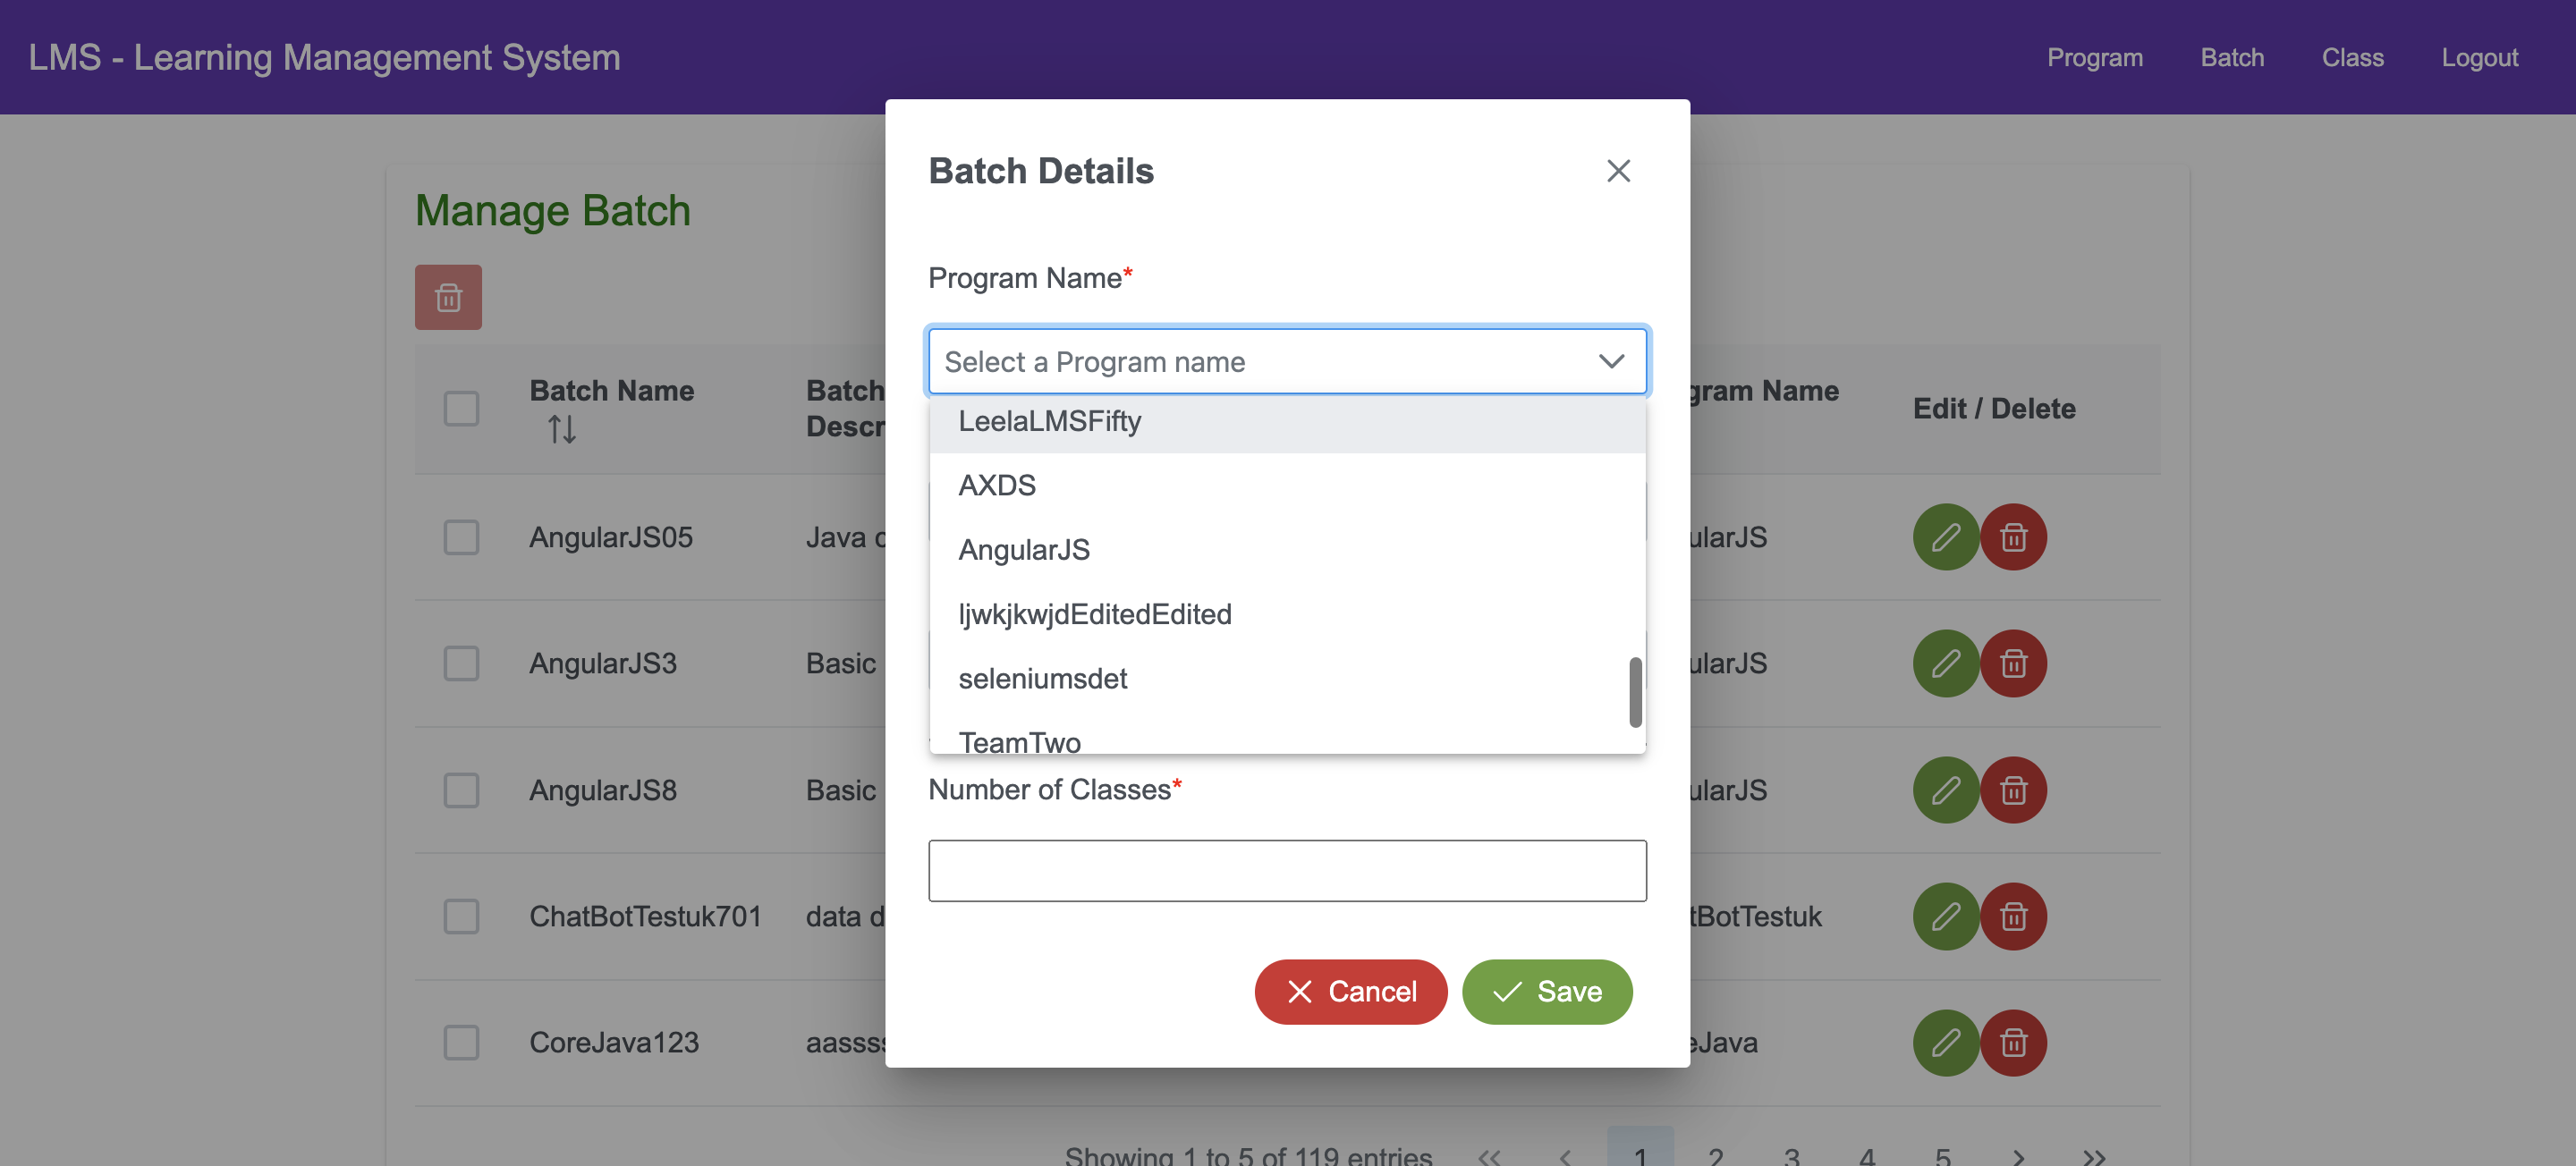 LMS - Learning Management System
Program
Batch
Class
Logout
Manage Batch
Batch Details
Program Name*
Select a Program name
LeelaLMSFifty
AXDS
AngularJS
ljwkjkwjdEditedEdited
seleniumsdet
TeamTwo
Number of Classes*
Cancel
Save
Batch Name
Batch
Descr
gram Name
Edit / Delete
AngularJS05
Java c
ularJS
AngularJS3
Basic
ularJS
AngularJS8
Basic
ularJS
ChatBotTestuk701
data d
tBotTestuk
CoreJava123
aasss
eJava
Showing 1 to 5 of 119 entries
« ‹ 1 2 3 4 5 › »